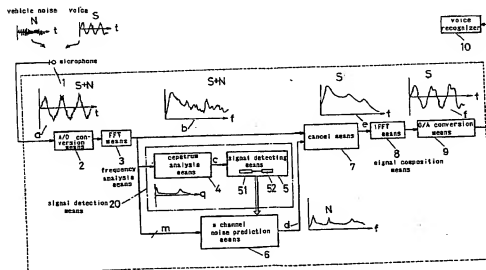 vehicle noise
voice
N
S
t
t
microphone
1
voice
recognizer
10
S+N
a
t
S+N
b
f
S
e
t
S
f
A/D con-
version
means
2
FFT
means
3
frequency
analysis
means
cepstrum
analysis
means
4
c
signal detecting
means
51
52
5
q
signal detection 20
means
m
m channel
noise prediction
means
6
d
N
f
cancel means
7
IFFT
means
8
signal composition
means
D/A conversion
means
9